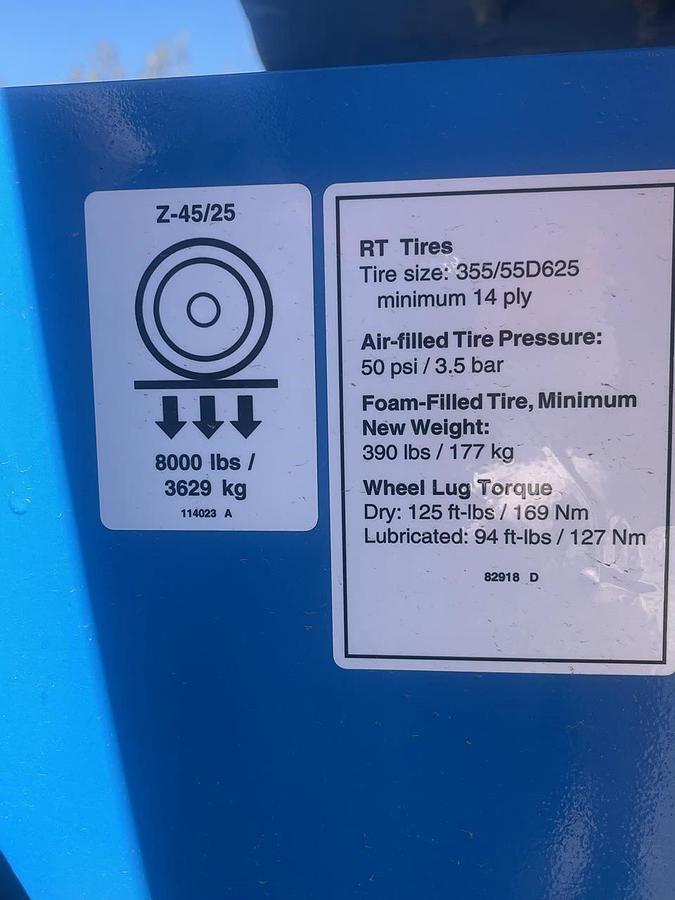 Z-45/25
8000 lbs /
3629 kg
114023 A
RT Tires
Tire size: 355/55D625
minimum 14 ply
Air-filled Tire Pressure:
50 psi / 3.5 bar
Foam-Filled Tire, Minimum
New Weight:
390 lbs / 177 kg
Wheel Lug Torque
Dry: 125 ft-lbs / 169 Nm
Lubricated: 94 ft-lbs / 127 Nm
82918 D